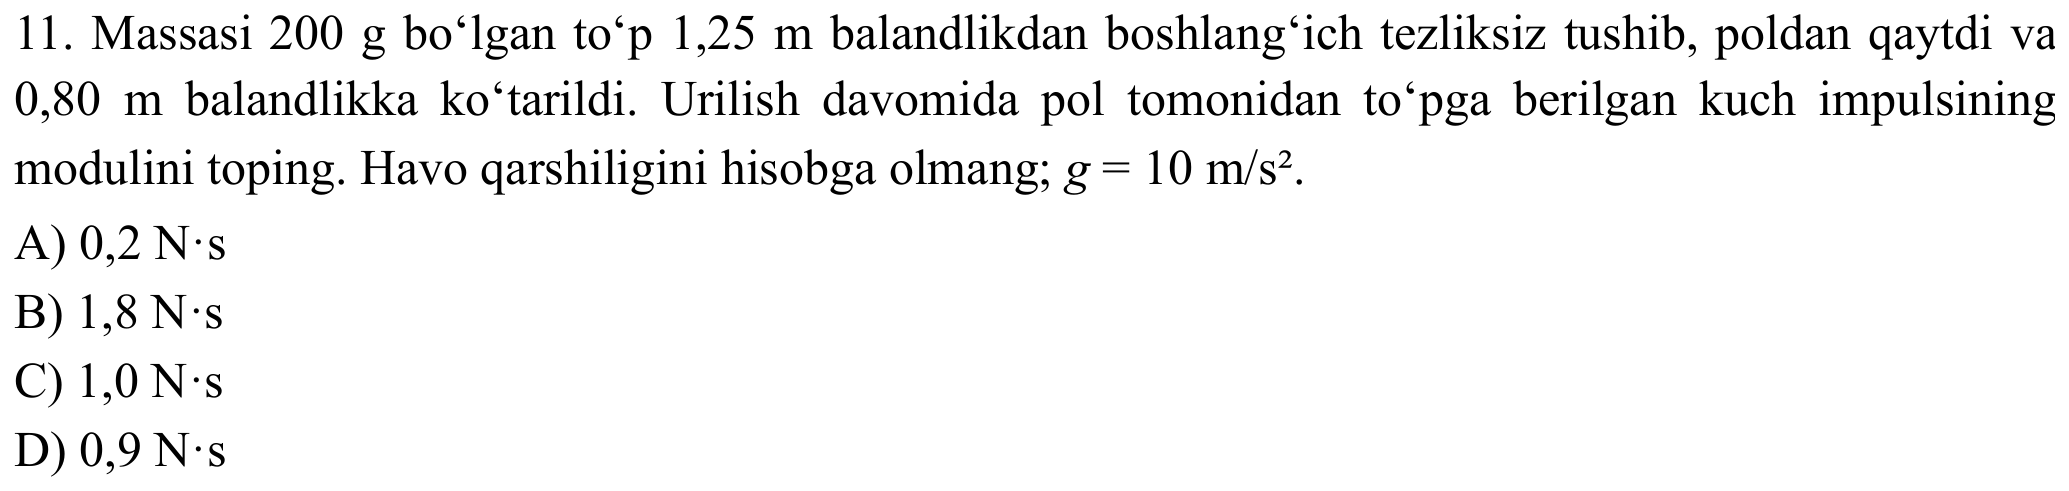 11. Massasi 200 g bo‘lgan to‘p 1,25 m balandlikdan boshlang‘ich tezliksiz tushib, poldan qaytdi va
0,80 m balandlikka ko‘tarildi. Urilish davomida pol tomonidan to‘pga berilgan kuch impulsining
modulini toping. Havo qarshiligini hisobga olmang; g = 10 m/s².
A) 0,2 N·s
B) 1,8 N·s
C) 1,0 N·s
D) 0,9 N·s